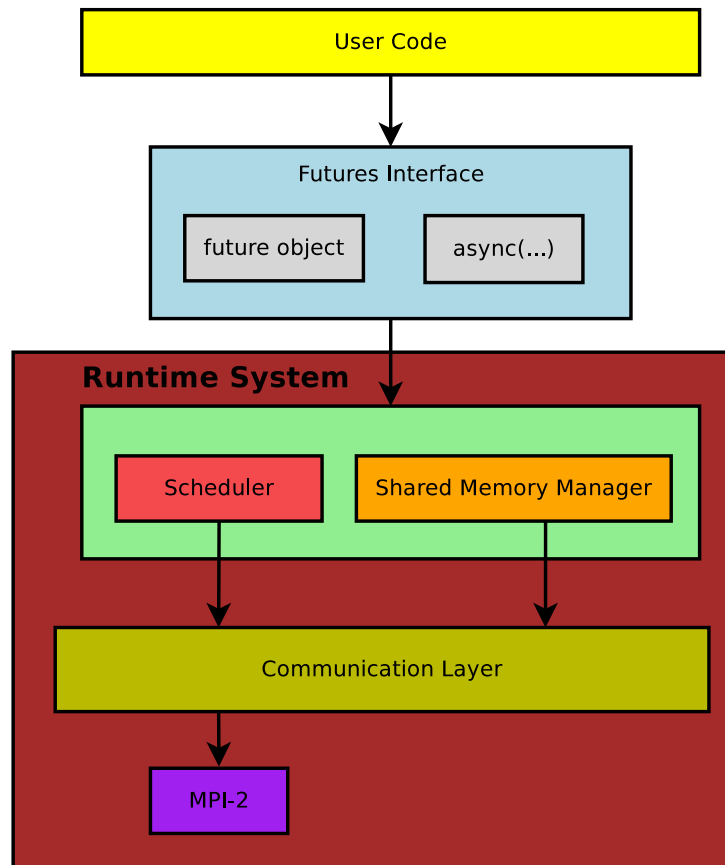 User Code
Futures Interface
future object
async(...)
Runtime System
Scheduler
Shared Memory Manager
Communication Layer
MPI-2